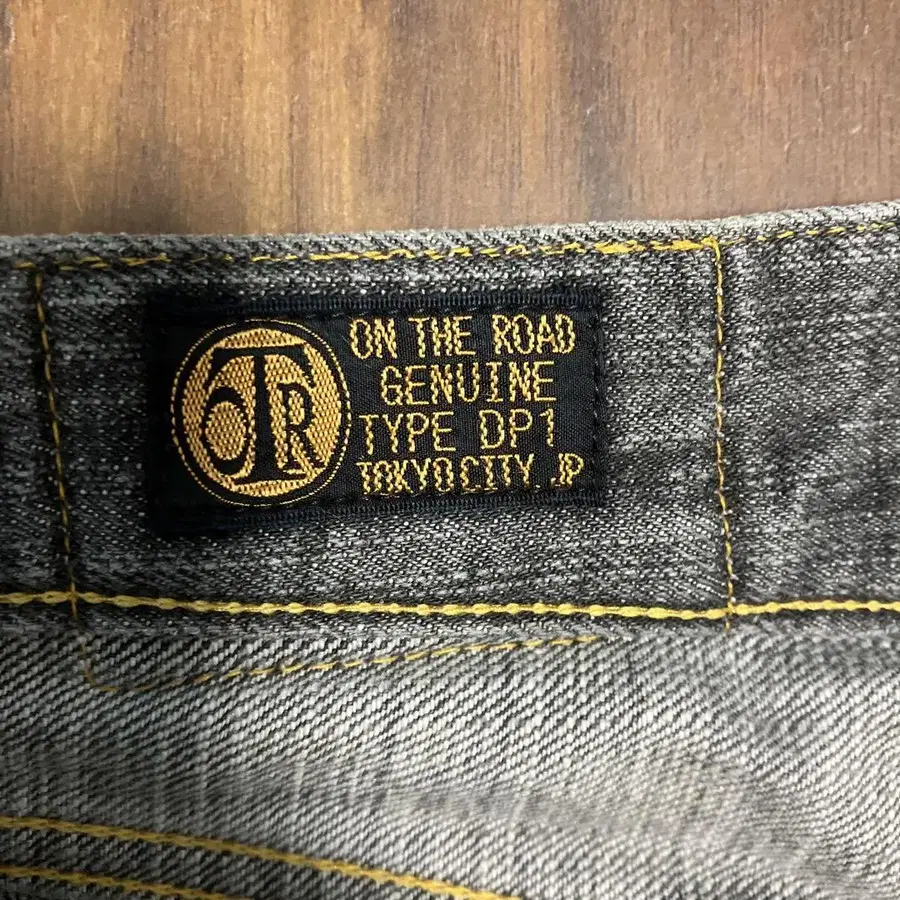 OTR
ON THE ROAD
GENUINE
TYPE DP1
TOKYO CITY. JP